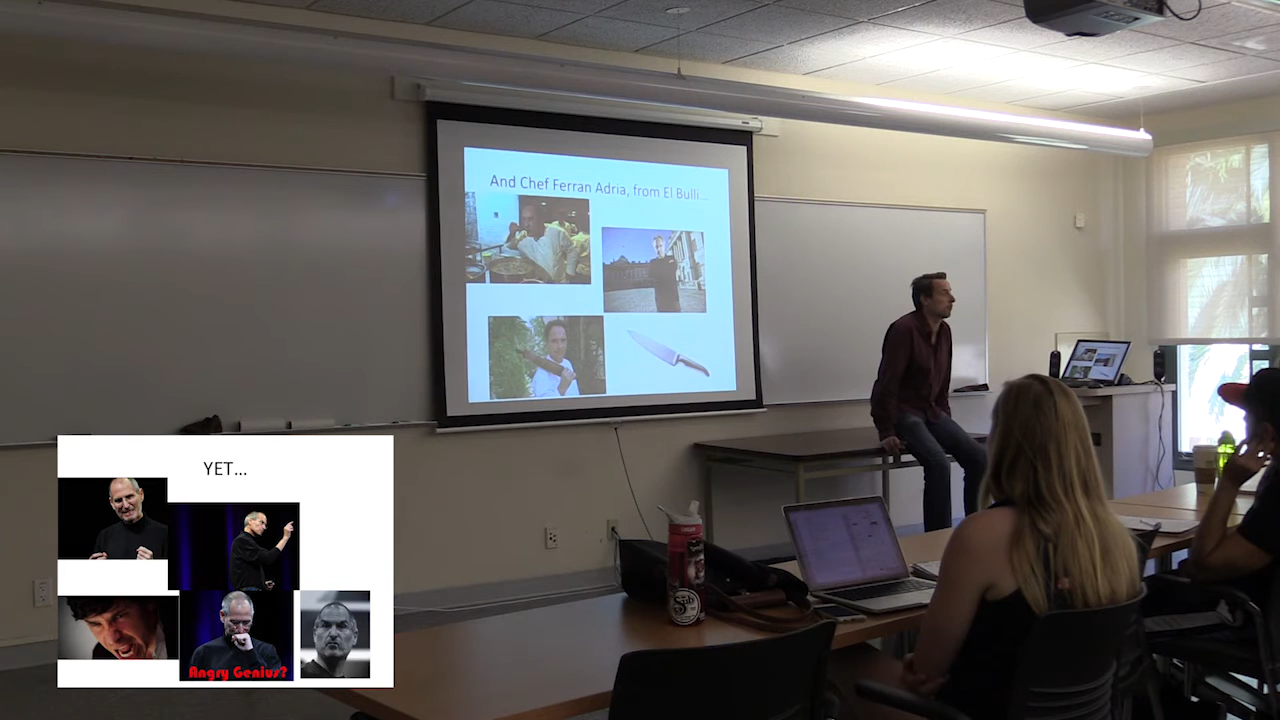 And Chef Ferran Adria, from El Bulli...
YET...
Angry Genius?